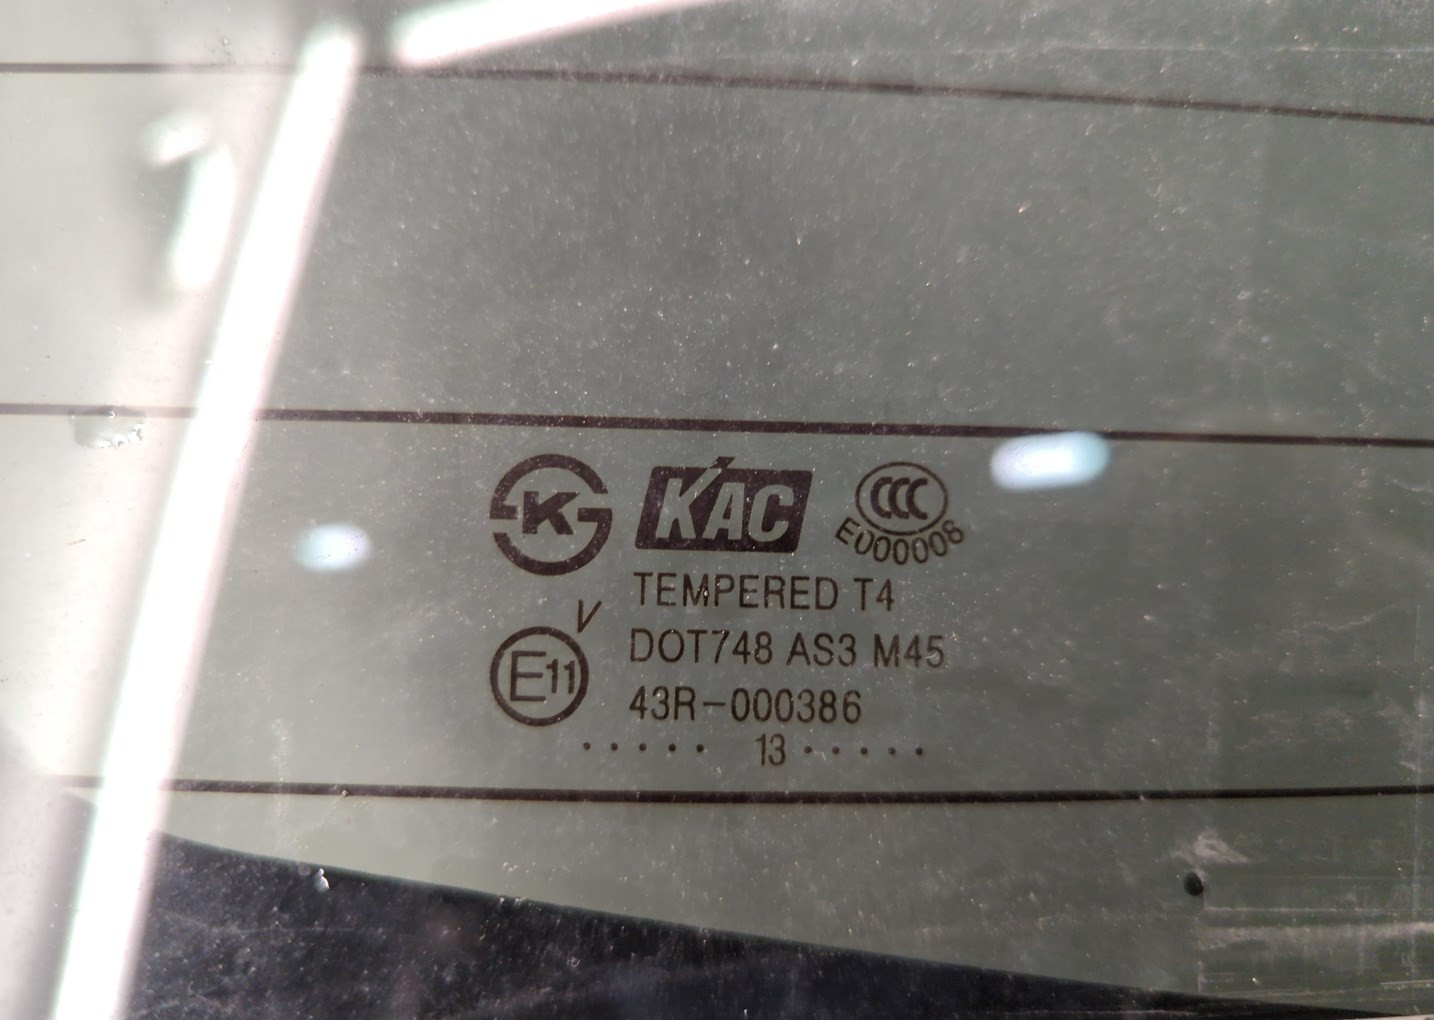 K
KAC
CCC
E000006
TEMPERED T4
V
E11
DOT748 AS3 M45
43R-000386
· · · · · 13 · · · · ·